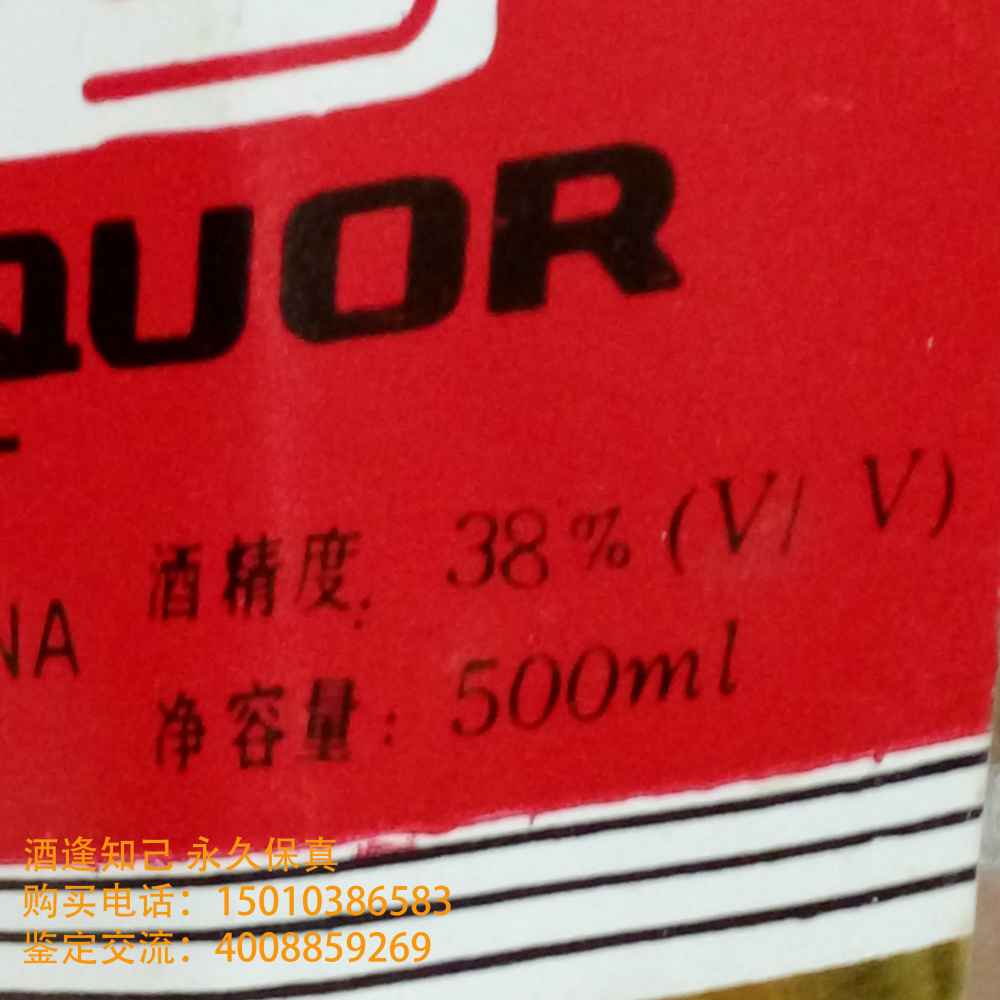 QUOR
酒精度: 38% (V/ V)
NA
净容量: 500ml
酒逢知己 永久保真
购买电话：15010386583
鉴定交流：4008859269